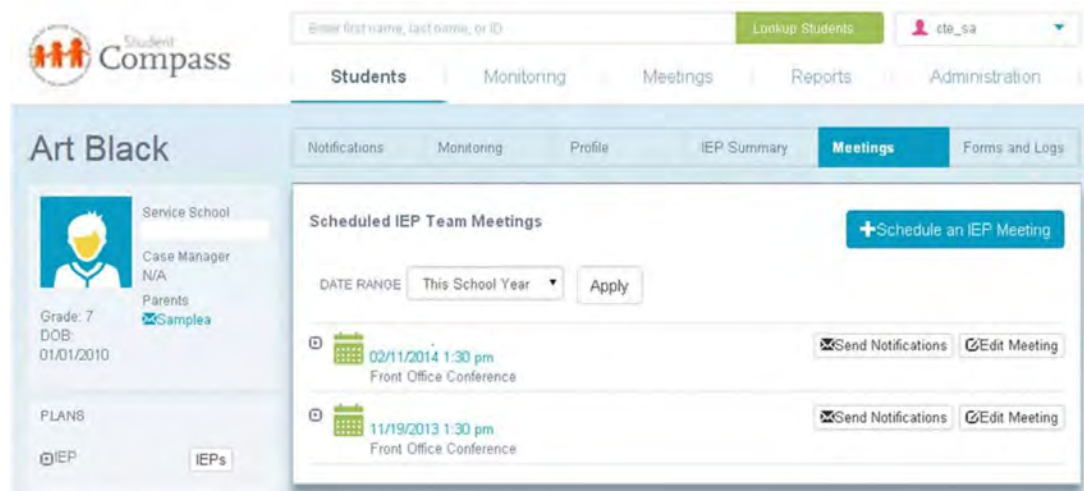 Student
Compass
Enter first name, last name, or ID
Lookup Students
cte_sa
Students Monitoring Meetings Reports Administration
Art Black
Notifications Monitoring Profile IEP Summary Meetings Forms and Logs
Service School
Case Manager
N/A
Parents
Samplea
Grade: 7
DOB:
01/01/2010
PLANS
IEP IEPs
Scheduled IEP Team Meetings
+Schedule an IEP Meeting
DATE RANGE This School Year Apply
02/11/2014 1:30 pm
Front Office Conference
Send Notifications Edit Meeting
11/19/2013 1:30 pm
Front Office Conference
Send Notifications Edit Meeting